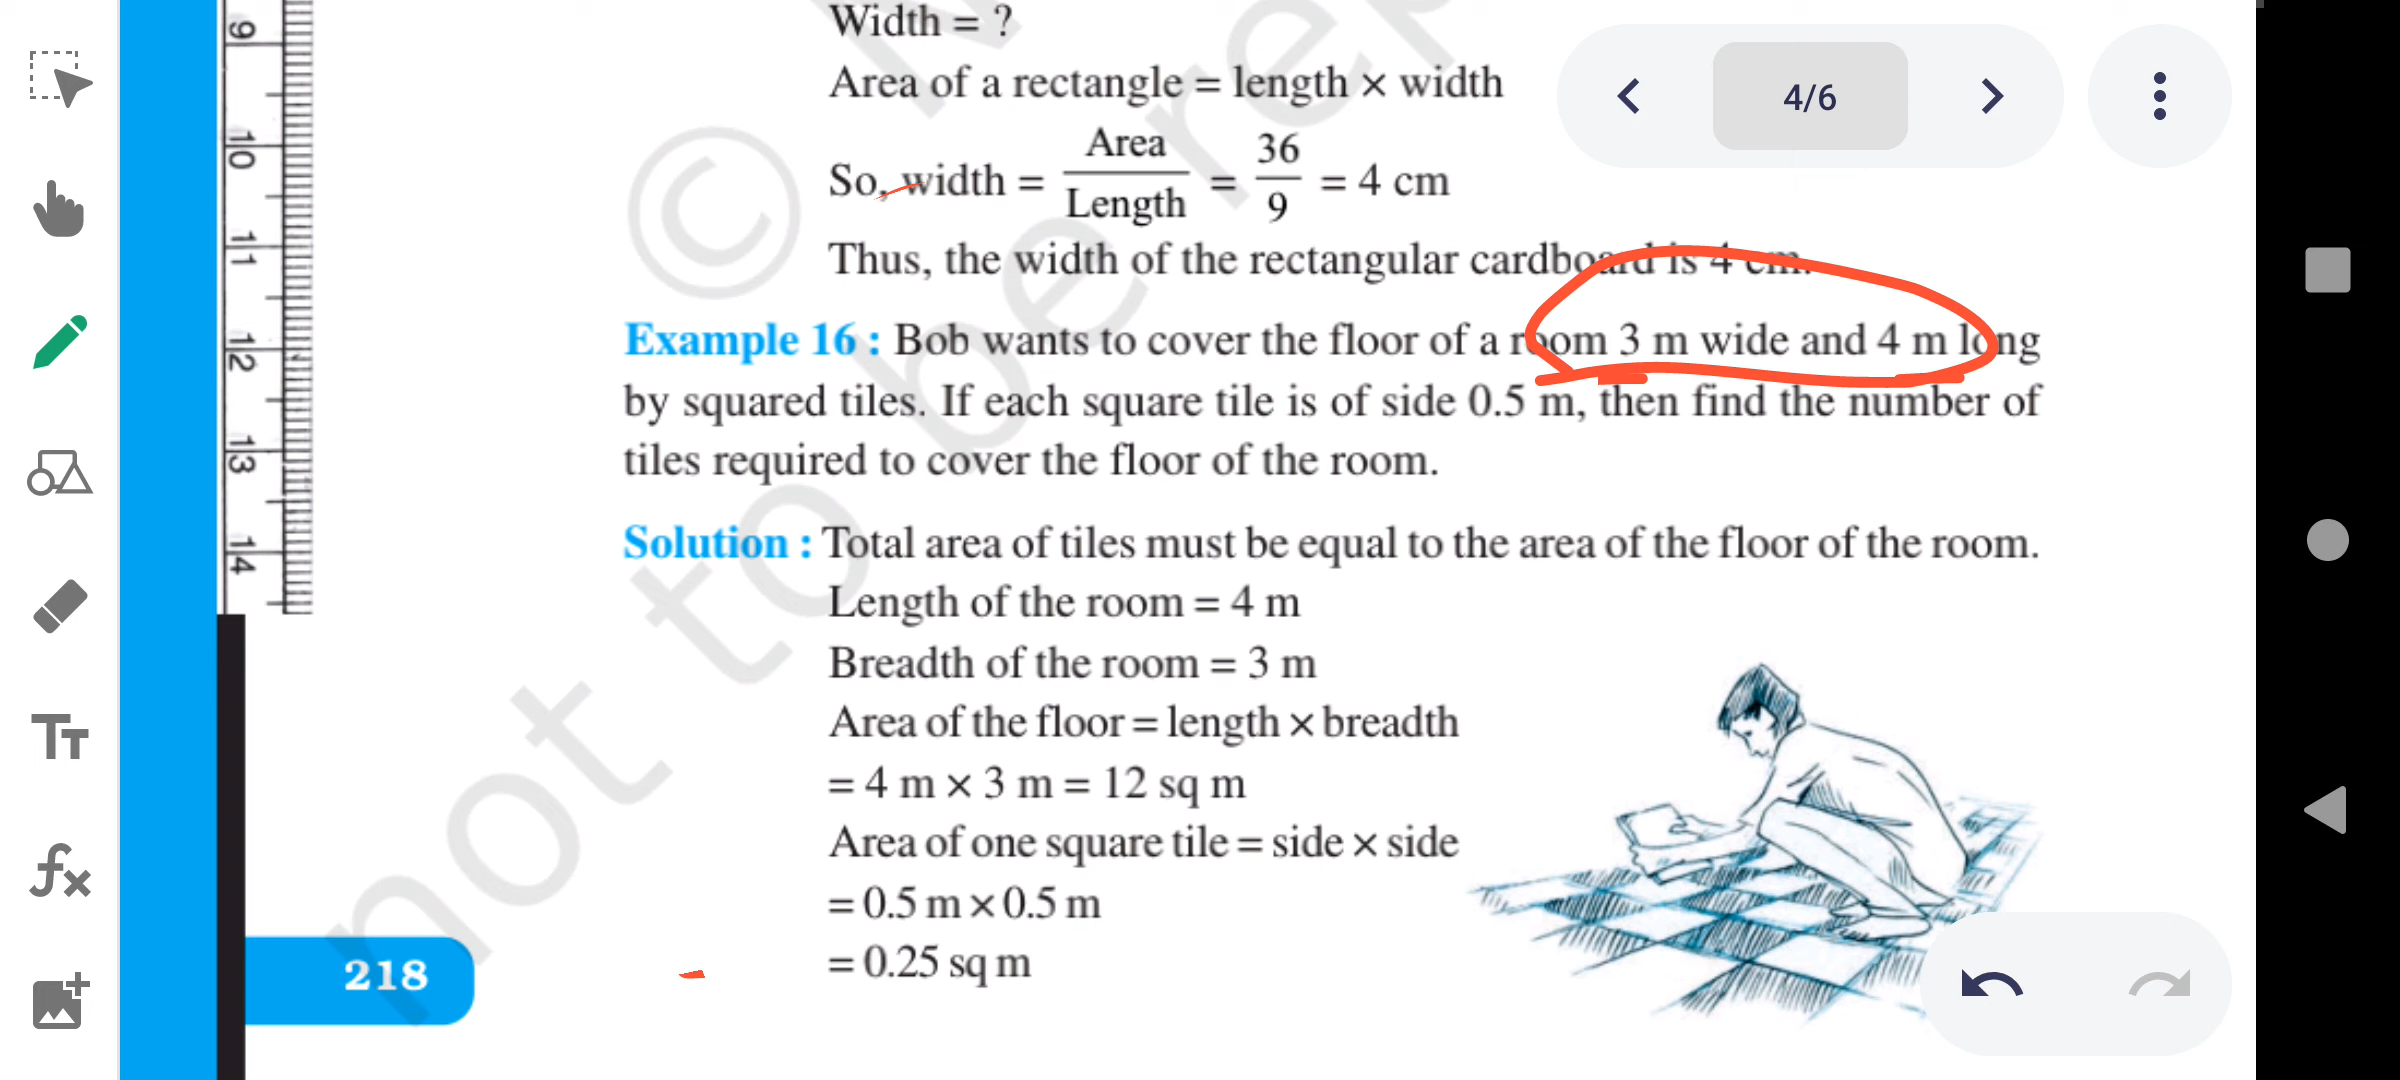 Width = ?
Area of a rectangle = length × width
So, width = Area / Length = 36 / 9 = 4 cm
Thus, the width of the rectangular cardboard is 4 cm.
Example 16 : Bob wants to cover the floor of a room 3 m wide and 4 m long
by squared tiles. If each square tile is of side 0.5 m, then find the number of
tiles required to cover the floor of the room.
Solution : Total area of tiles must be equal to the area of the floor of the room.
Length of the room = 4 m
Breadth of the room = 3 m
Area of the floor = length × breadth
= 4 m × 3 m = 12 sq m
Area of one square tile = side × side
= 0.5 m × 0.5 m
= 0.25 sq m
218
9
10
11
12
13
14
4/6
Tт
fx
© N
not to be rep